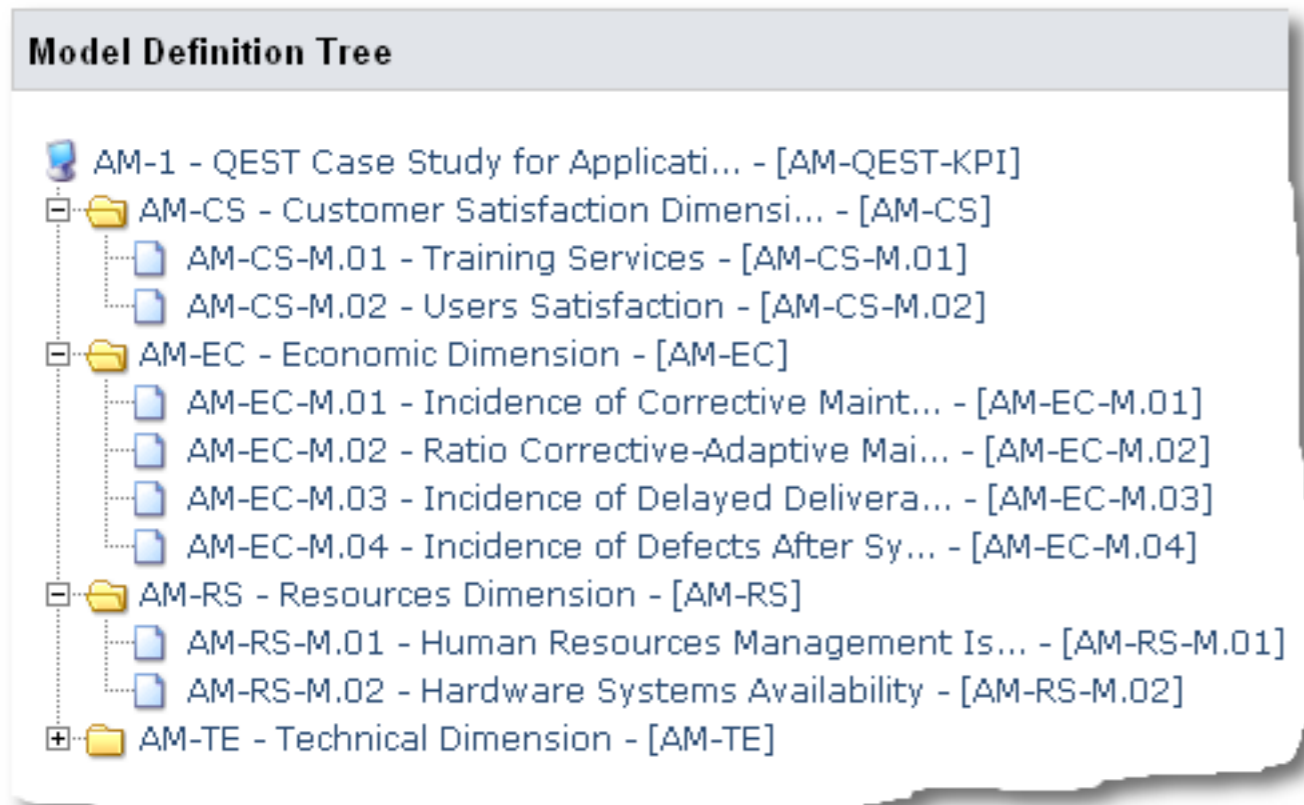 Model Definition Tree
AM-1 - QEST Case Study for Applicati... - [AM-QEST-KPI]
AM-CS - Customer Satisfaction Dimensi... - [AM-CS]
AM-CS-M.01 - Training Services - [AM-CS-M.01]
AM-CS-M.02 - Users Satisfaction - [AM-CS-M.02]
AM-EC - Economic Dimension - [AM-EC]
AM-EC-M.01 - Incidence of Corrective Maint... - [AM-EC-M.01]
AM-EC-M.02 - Ratio Corrective-Adaptive Mai... - [AM-EC-M.02]
AM-EC-M.03 - Incidence of Delayed Delivera... - [AM-EC-M.03]
AM-EC-M.04 - Incidence of Defects After Sy... - [AM-EC-M.04]
AM-RS - Resources Dimension - [AM-RS]
AM-RS-M.01 - Human Resources Management Is... - [AM-RS-M.01]
AM-RS-M.02 - Hardware Systems Availability - [AM-RS-M.02]
AM-TE - Technical Dimension - [AM-TE]